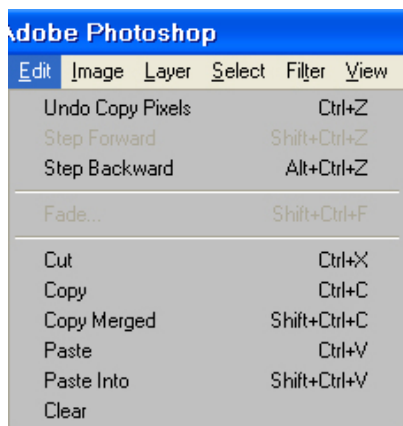 Adobe Photoshop
Edit Image Layer Select Filter View
Undo Copy Pixels Ctrl+Z
Step Forward Shift+Ctrl+Z
Step Backward Alt+Ctrl+Z
Fade... Shift+Ctrl+F
Cut Ctrl+X
Copy Ctrl+C
Copy Merged Shift+Ctrl+C
Paste Ctrl+V
Paste Into Shift+Ctrl+V
Clear